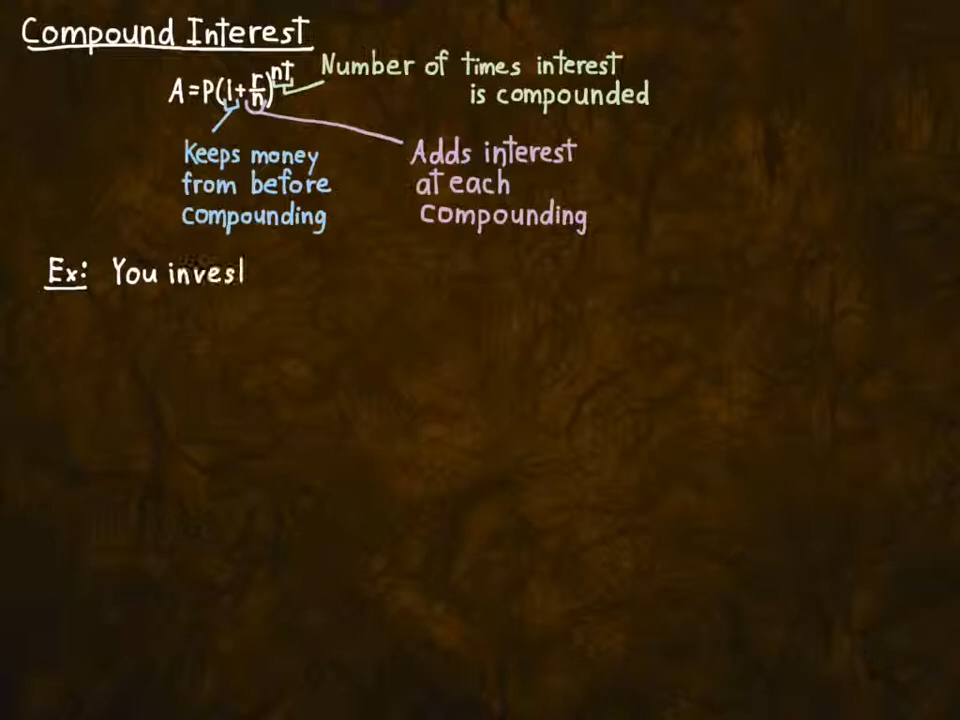 Compound Interest
A=P(1+r/n)^nt
Number of times interest
is compounded
Keeps money
from before
compounding
Adds interest
at each
compounding
Ex: You inves